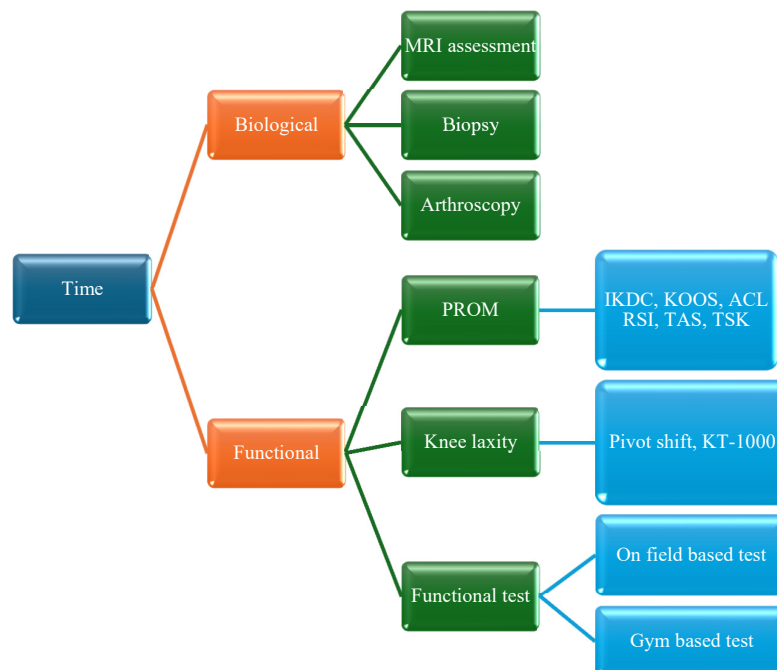 Time
Biological
MRI assessment
Biopsy
Arthroscopy
Functional
PROM
IKDC, KOOS, ACL
RSI, TAS, TSK
Knee laxity
Pivot shift, KT-1000
Functional test
On field based test
Gym based test